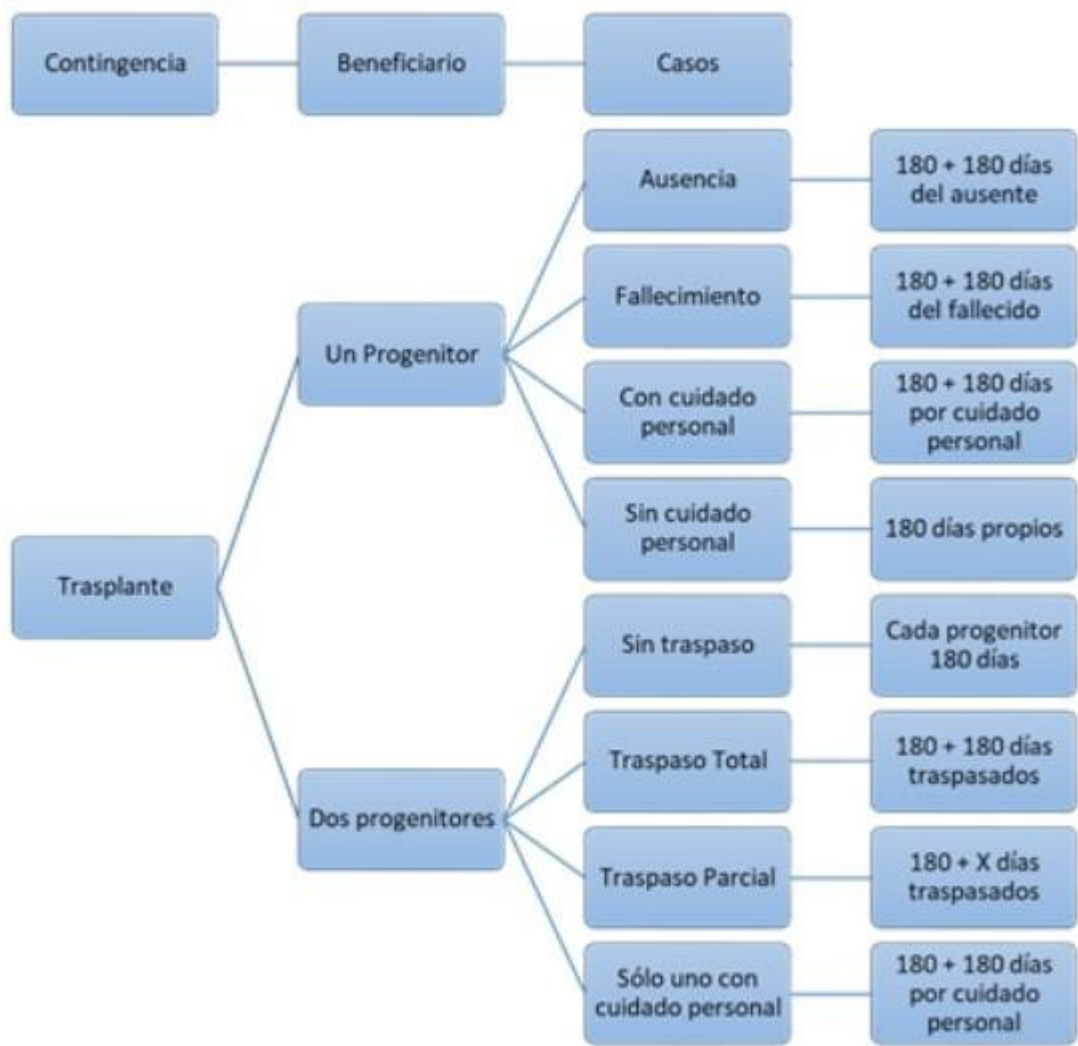 Contingencia
Beneficiario
Casos
Ausencia
180 + 180 días
del ausente
Fallecimiento
180 + 180 días
del fallecido
Un Progenitor
Con cuidado
personal
180 + 180 días
por cuidado
personal
Sin cuidado
personal
180 días propios
Trasplante
Sin traspaso
Cada progenitor
180 días
Traspaso Total
180 + 180 días
traspasados
Dos progenitores
Traspaso Parcial
180 + X días
traspasados
Sólo uno con
cuidado personal
180 + 180 días
por cuidado
personal